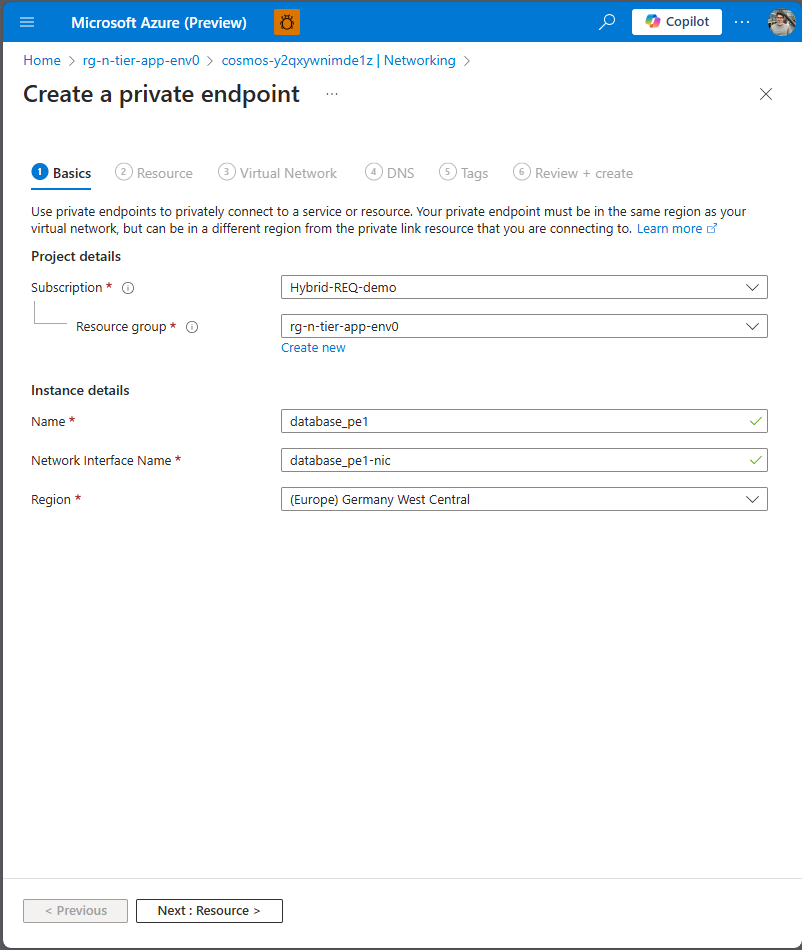 Microsoft Azure (Preview)
Copilot
Home > rg-n-tier-app-env0 > cosmos-y2qxywnimde1z | Networking >
Create a private endpoint ...
1 Basics 2 Resource 3 Virtual Network 4 DNS 5 Tags 6 Review + create
Use private endpoints to privately connect to a service or resource. Your private endpoint must be in the same region as your
virtual network, but can be in a different region from the private link resource that you are connecting to. Learn more
Project details
Subscription * Hybrid-REQ-demo
Resource group * rg-n-tier-app-env0
Create new
Instance details
Name * database_pe1
Network Interface Name * database_pe1-nic
Region * (Europe) Germany West Central
< Previous Next : Resource >